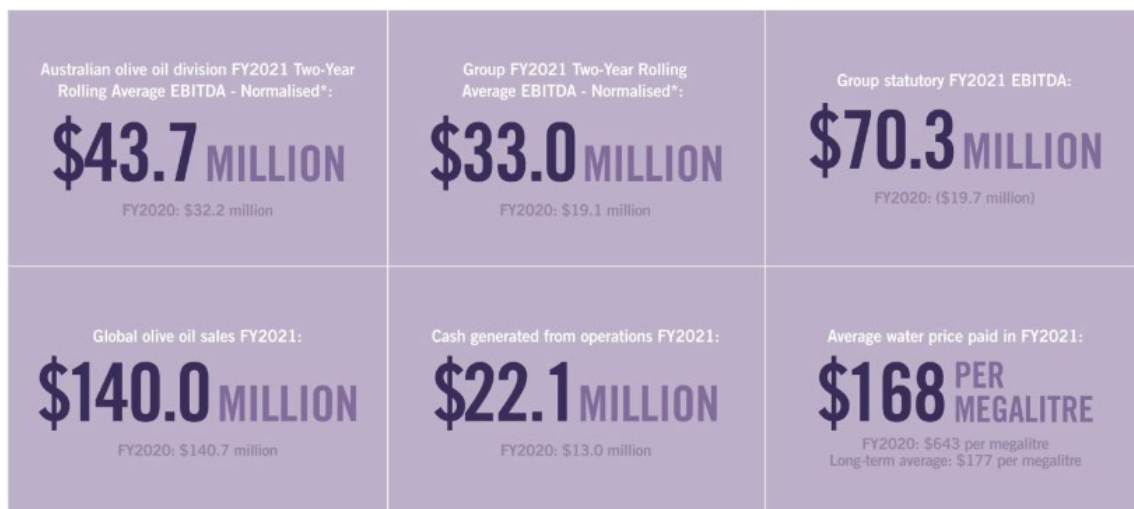 Australian olive oil division FY2021 Two-Year
Rolling Average EBITDA - Normalised*:
$43.7 MILLION
FY2020: $32.2 million
Group FY2021 Two-Year Rolling
Average EBITDA - Normalised*:
$33.0 MILLION
FY2020: $19.1 million
Group statutory FY2021 EBITDA:
$70.3 MILLION
FY2020: ($19.7 million)
Global olive oil sales FY2021:
$140.0 MILLION
FY2020: $140.7 million
Cash generated from operations FY2021:
$22.1 MILLION
FY2020: $13.0 million
Average water price paid in FY2021:
$168 PER
MEGALITRE
FY2020: $643 per megalitre
Long-term average: $177 per megalitre